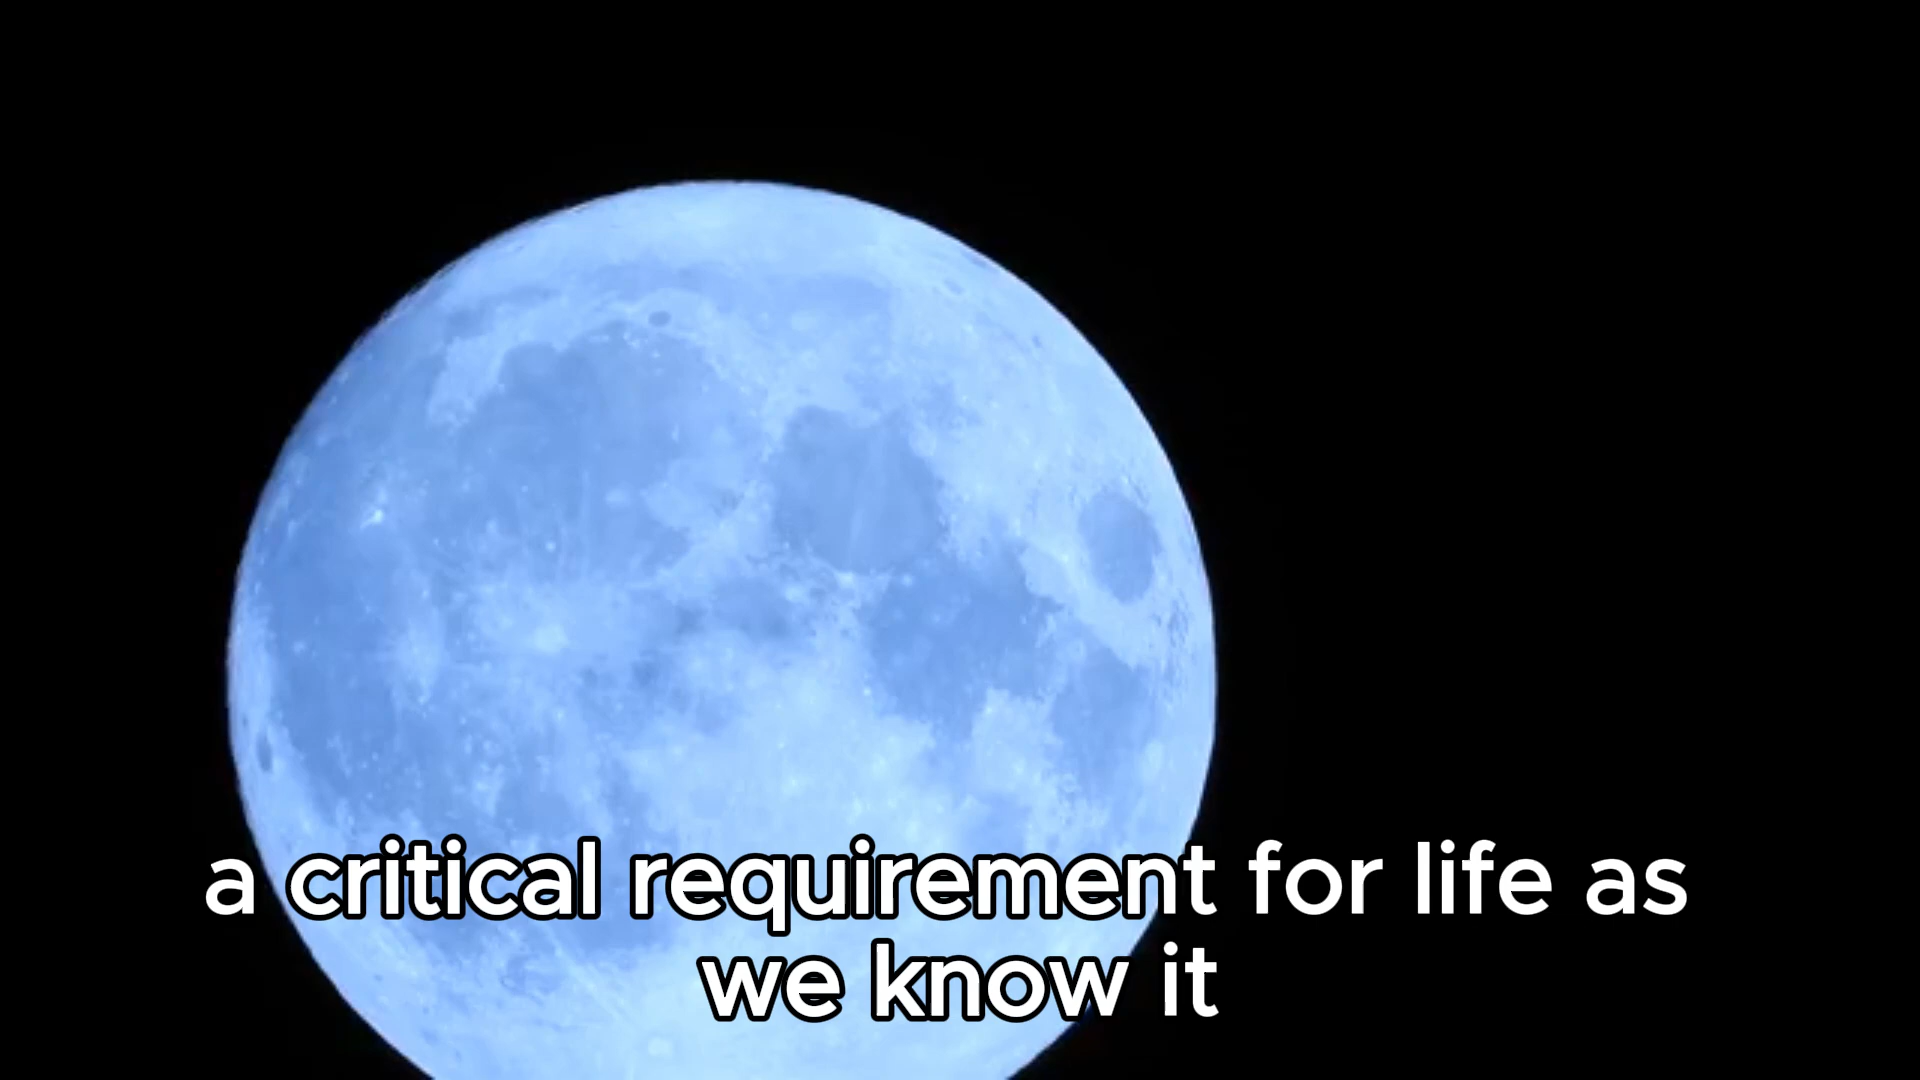 a critical requirement for life as
we know it